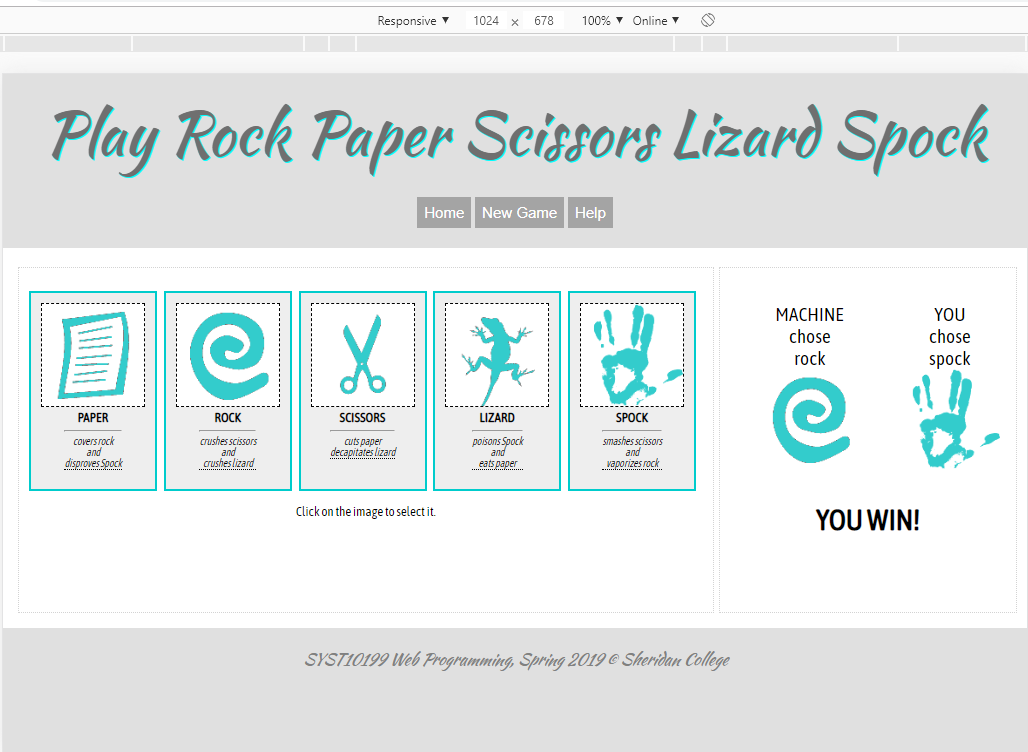 Responsive ▼ 1024 × 678 100% ▼ Online ▼
Play Rock Paper Scissors Lizard Spock
Home New Game Help
PAPER
covers rock
and
disproves Spock
ROCK
crushes scissors
and
crushes lizard
SCISSORS
cuts paper
decapitates lizard
LIZARD
poisons Spock
and
eats paper
SPOCK
smashes scissors
and
vaporizes rock
Click on the image to select it.
MACHINE
chose
rock
YOU
chose
spock
YOU WIN!
SYST10199 Web Programming, Spring 2019 © Sheridan College